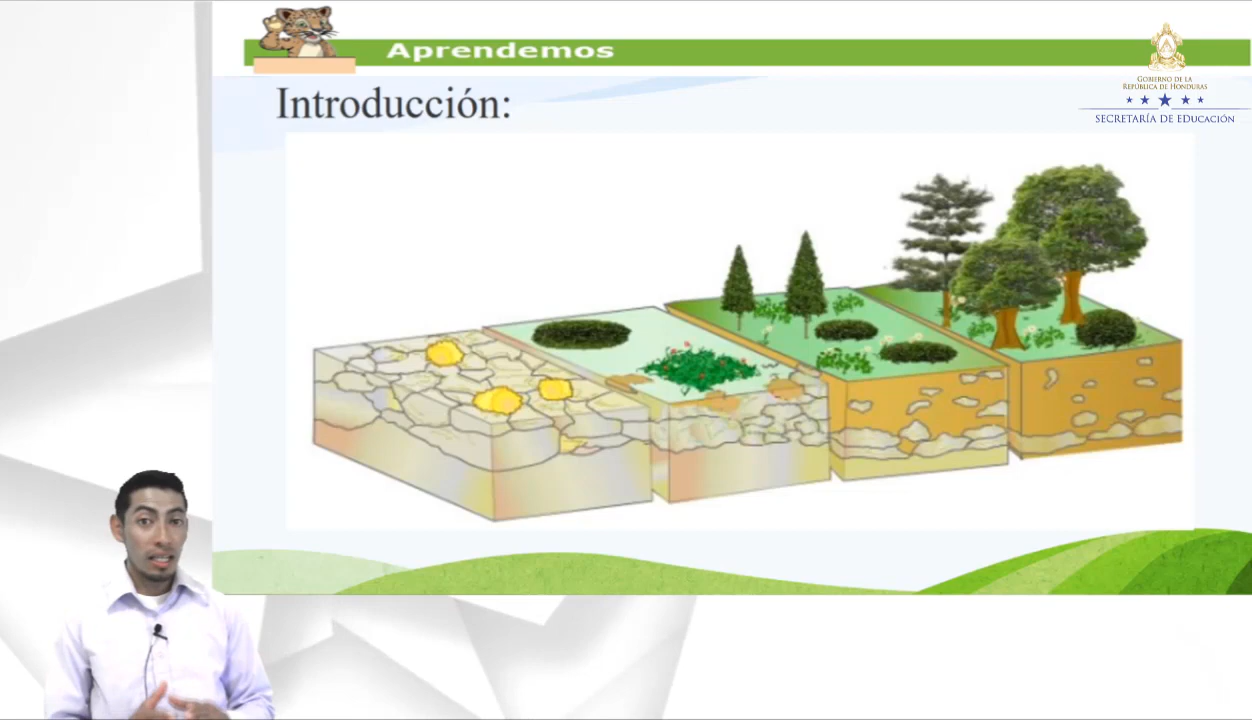 Aprendemos
GOBIERNO DE LA
REPÚBLICA DE HONDURAS
SECRETARÍA DE EDUCACIÓN
Introducción: